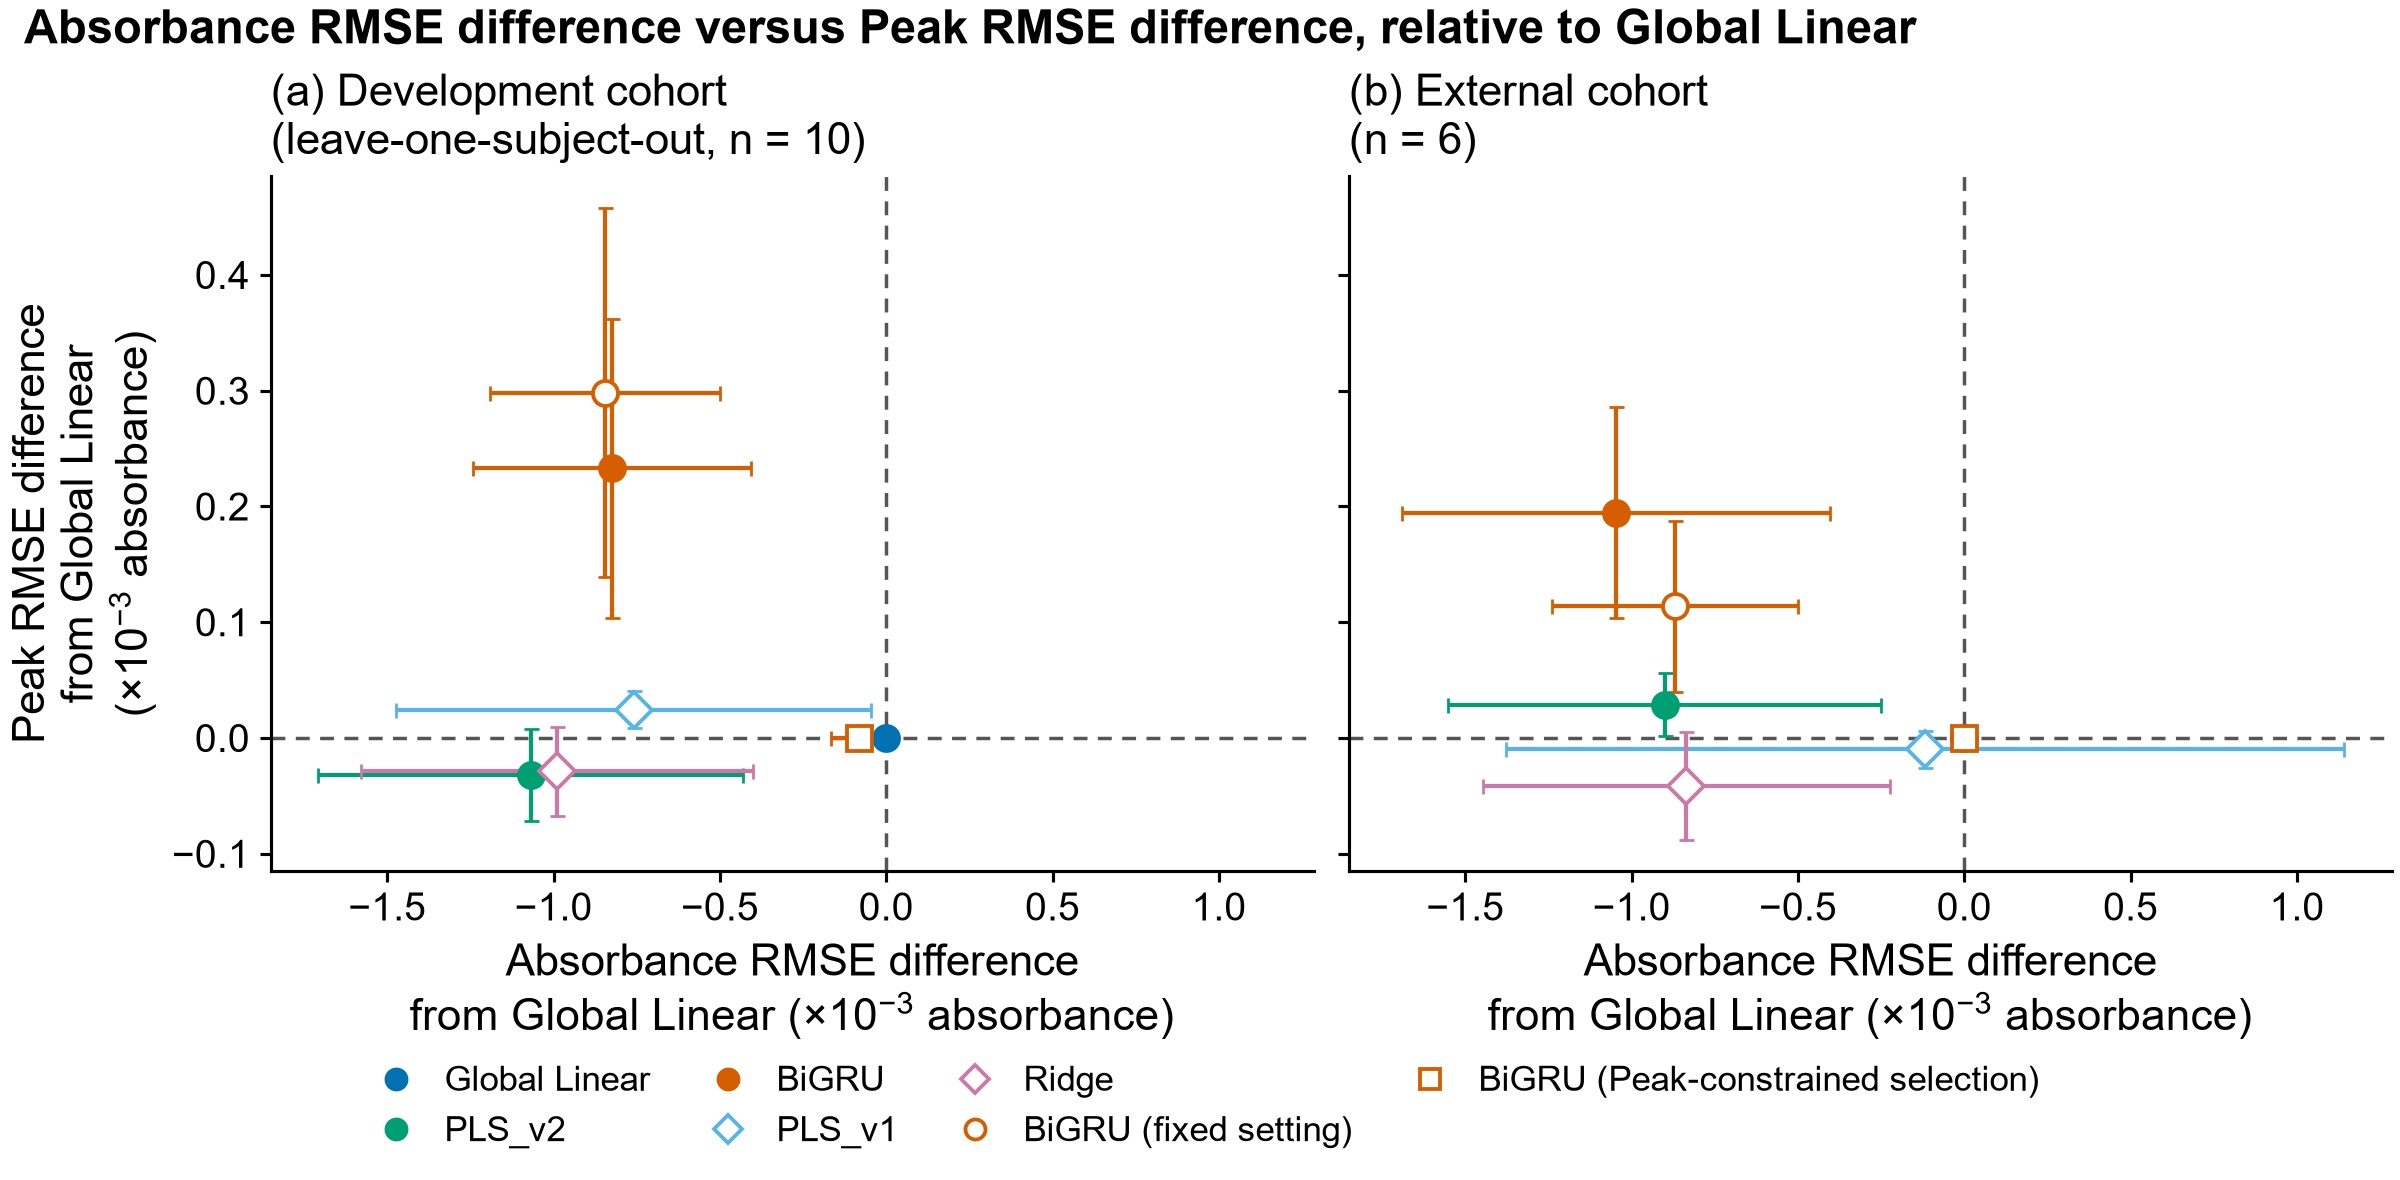 Absorbance RMSE difference versus Peak RMSE difference, relative to Global Linear
(a) Development cohort
(leave-one-subject-out, n = 10)
(b) External cohort
(n = 6)
Peak RMSE difference
from Global Linear
(×10⁻³ absorbance)
0.4
0.3
0.2
0.1
0.0
−0.1
−1.5 −1.0 −0.5 0.0 0.5 1.0
−1.5 −1.0 −0.5 0.0 0.5 1.0
Absorbance RMSE difference
from Global Linear (×10⁻³ absorbance)
Absorbance RMSE difference
from Global Linear (×10⁻³ absorbance)
Global Linear
PLS_v2
BiGRU
PLS_v1
Ridge
BiGRU (fixed setting)
BiGRU (Peak-constrained selection)